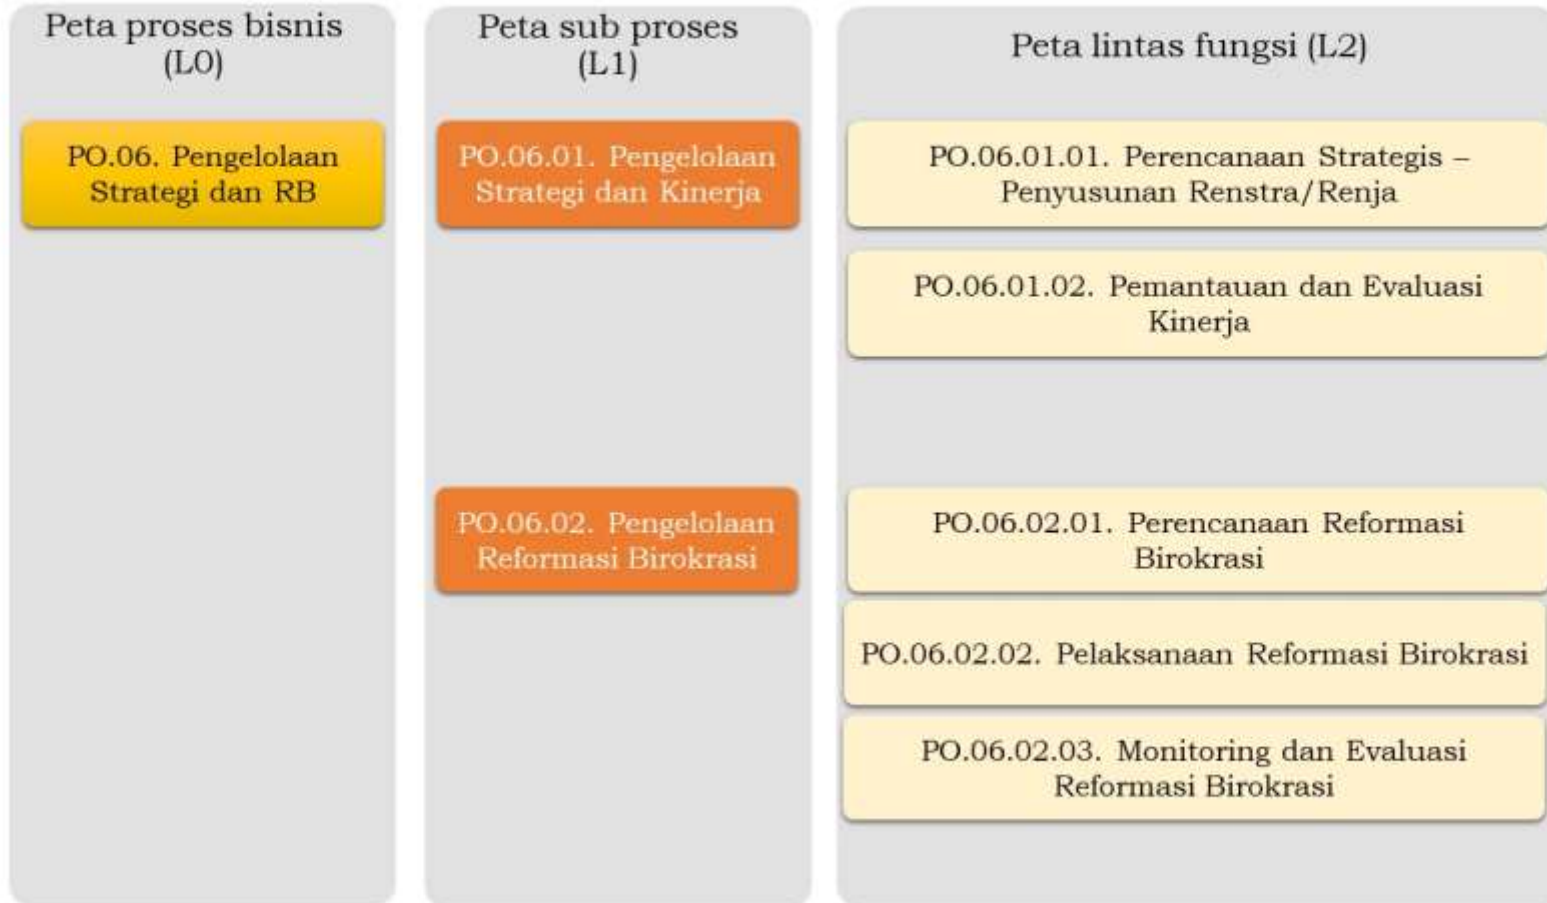 Peta proses bisnis
(L0)
PO.06. Pengelolaan
Strategi dan RB
Peta sub proses
(L1)
PO.06.01. Pengelolaan
Strategi dan Kinerja
PO.06.02. Pengelolaan
Reformasi Birokrasi
Peta lintas fungsi (L2)
PO.06.01.01. Perencanaan Strategis –
Penyusunan Renstra/Renja
PO.06.01.02. Pemantauan dan Evaluasi
Kinerja
PO.06.02.01. Perencanaan Reformasi
Birokrasi
PO.06.02.02. Pelaksanaan Reformasi Birokrasi
PO.06.02.03. Monitoring dan Evaluasi
Reformasi Birokrasi